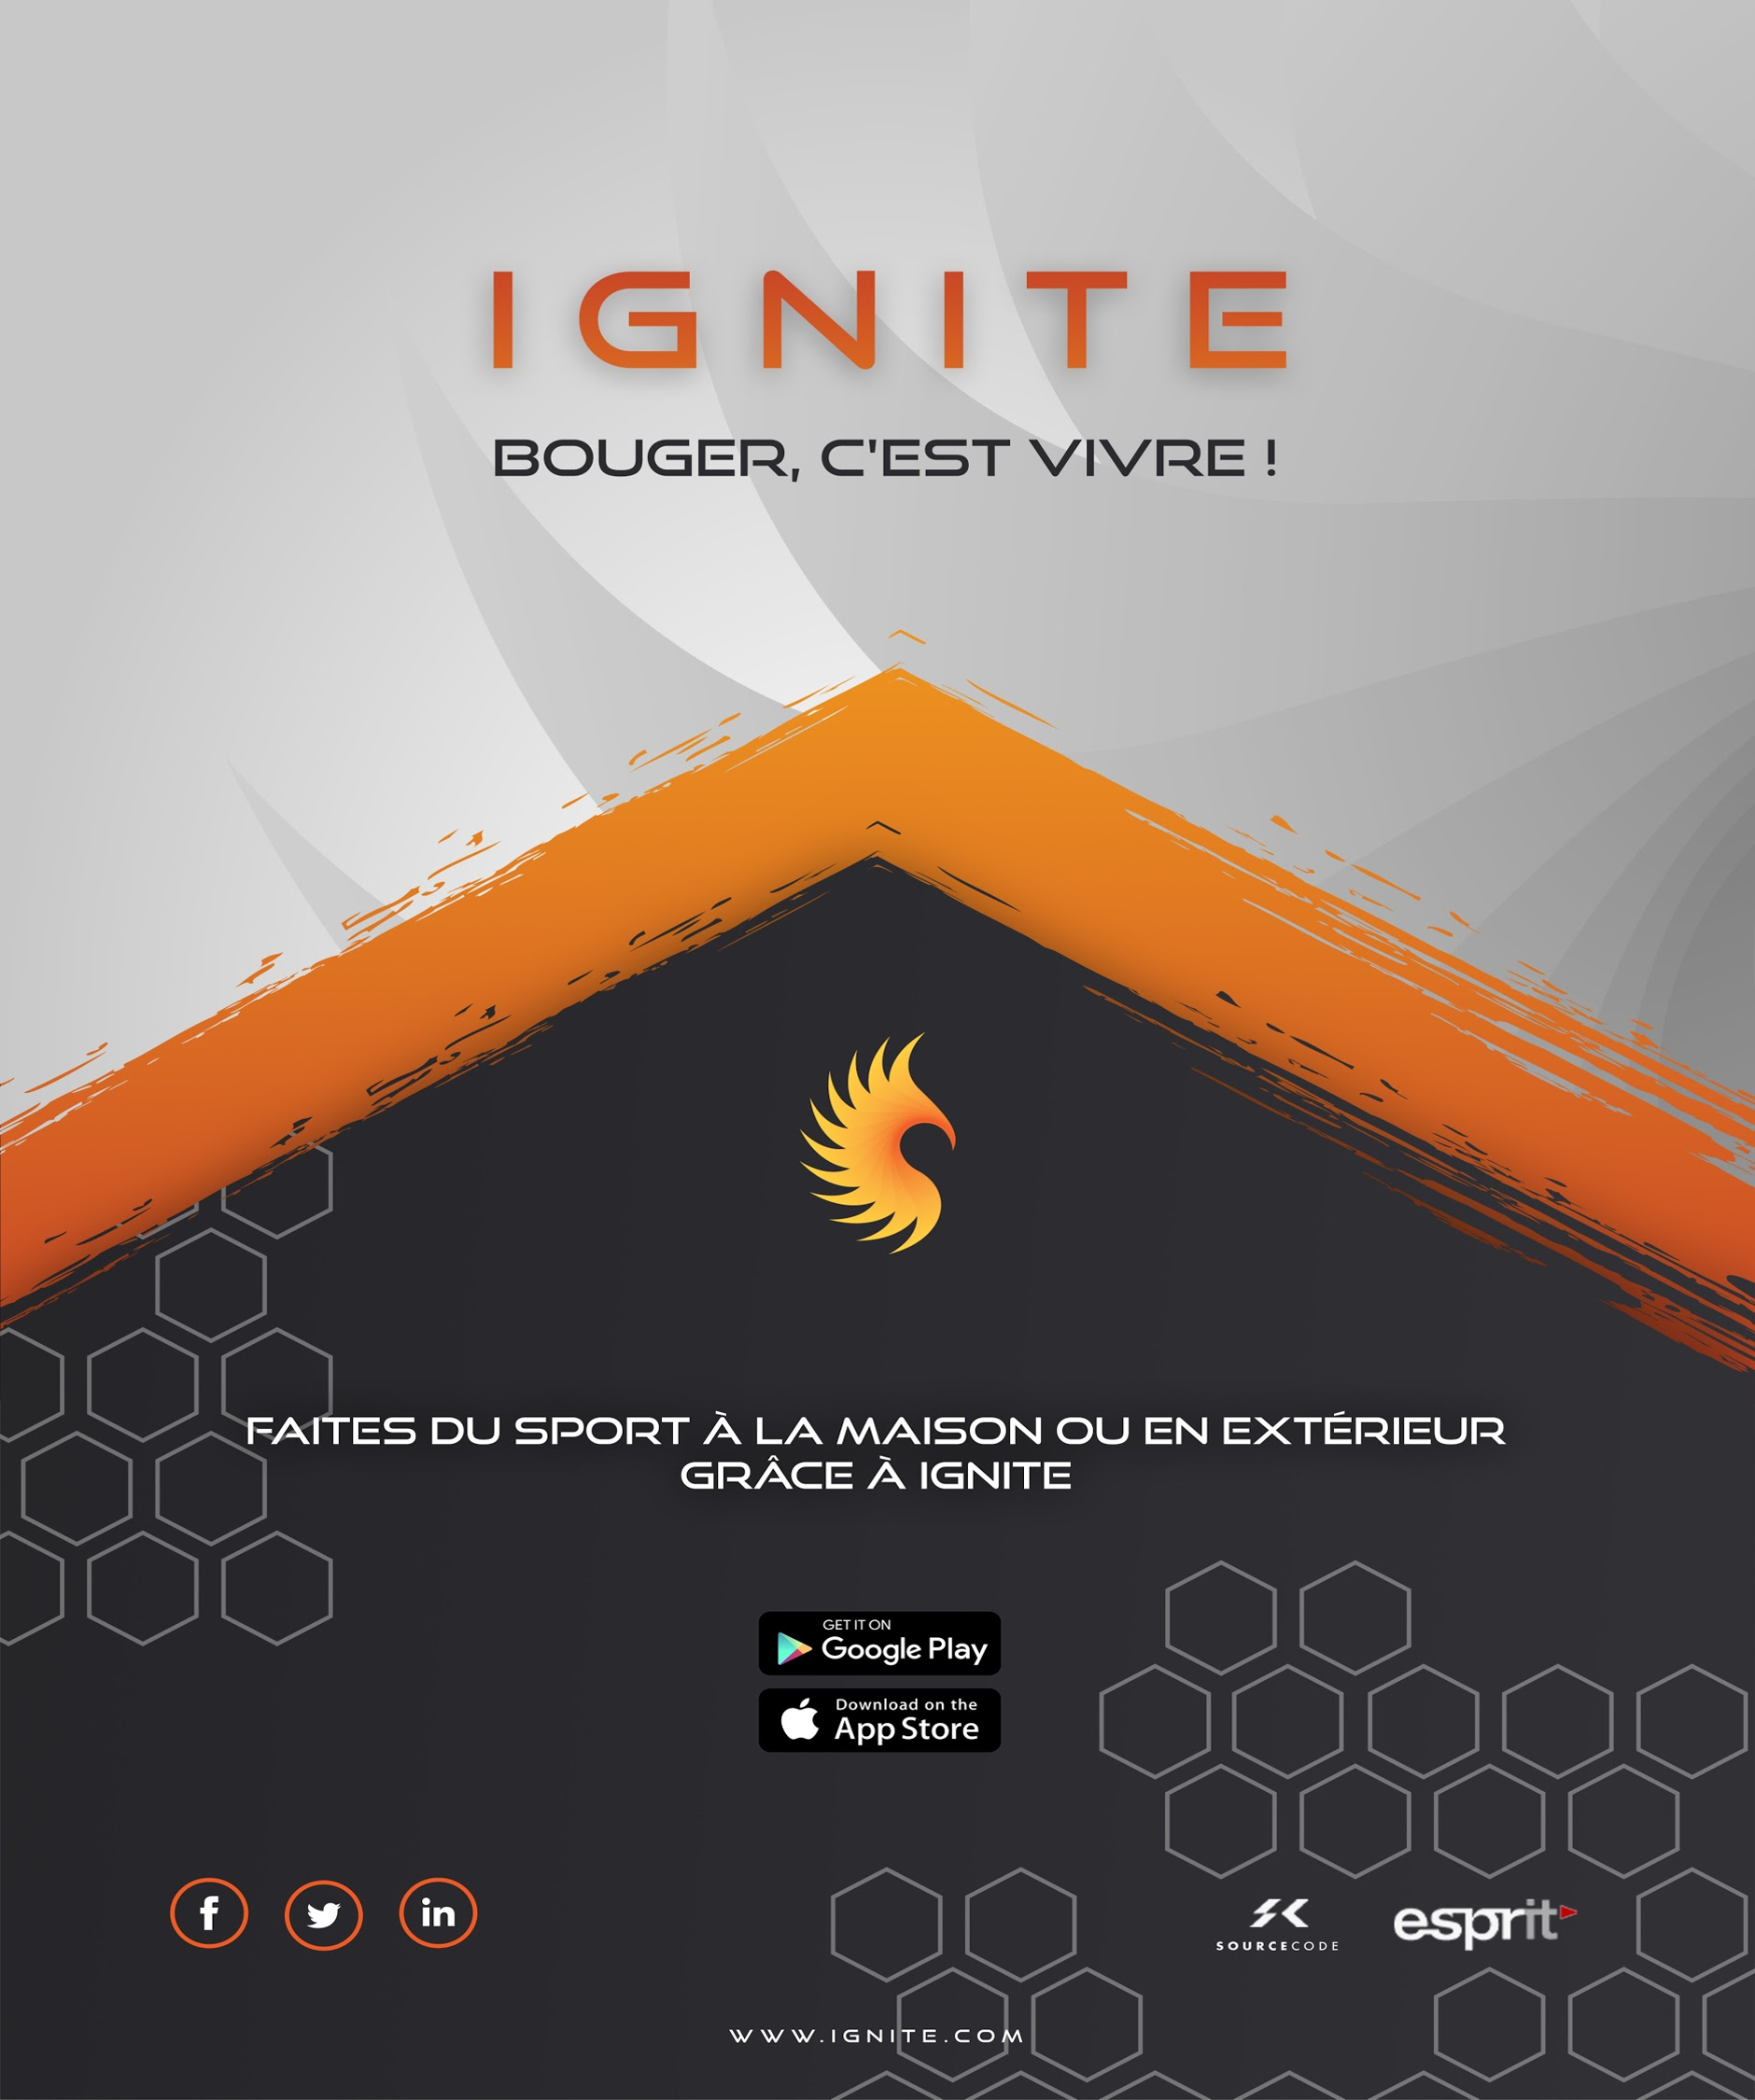 IGNITE
BOUGER, C'EST VIVRE !
FAITES DU SPORT À LA MAISON OU EN EXTÉRIEUR
GRÂCE À IGNITE
GET IT ON
Google Play
Download on the
App Store
f
in
SOURCECODE
esprit
WWW.IGNITE.COM